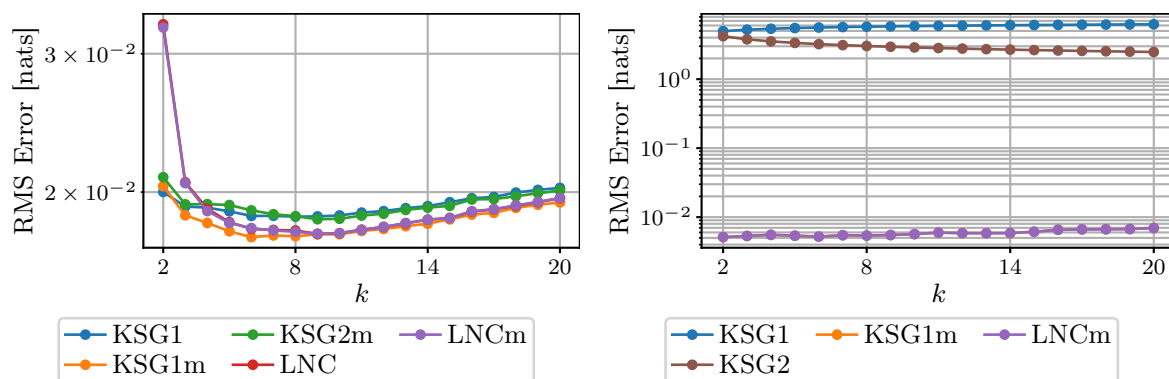 RMS Error [nats]
3 × 10⁻²
2 × 10⁻²
2 8 14 20
k
KSG1 KSG2m LNCm
KSG1m LNC
RMS Error [nats]
10⁰
10⁻¹
10⁻²
2 8 14 20
k
KSG1 KSG1m LNCm
KSG2